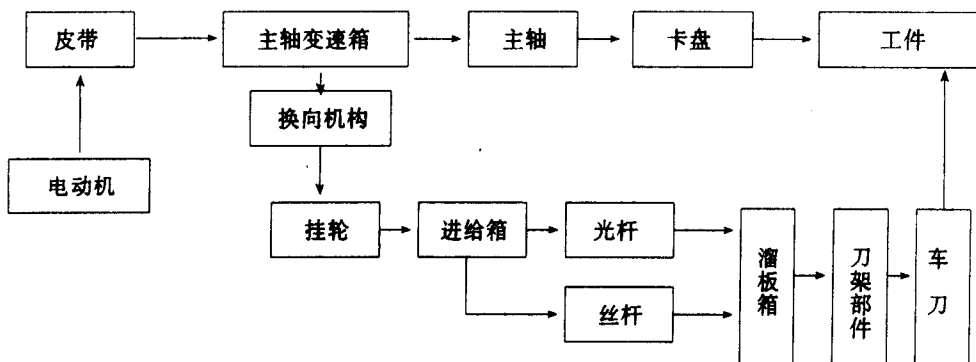 皮带
主轴变速箱
主轴
卡盘
工件
换向机构
电动机
挂轮
进给箱
光杆
丝杆
溜板箱
刀架部件
车刀